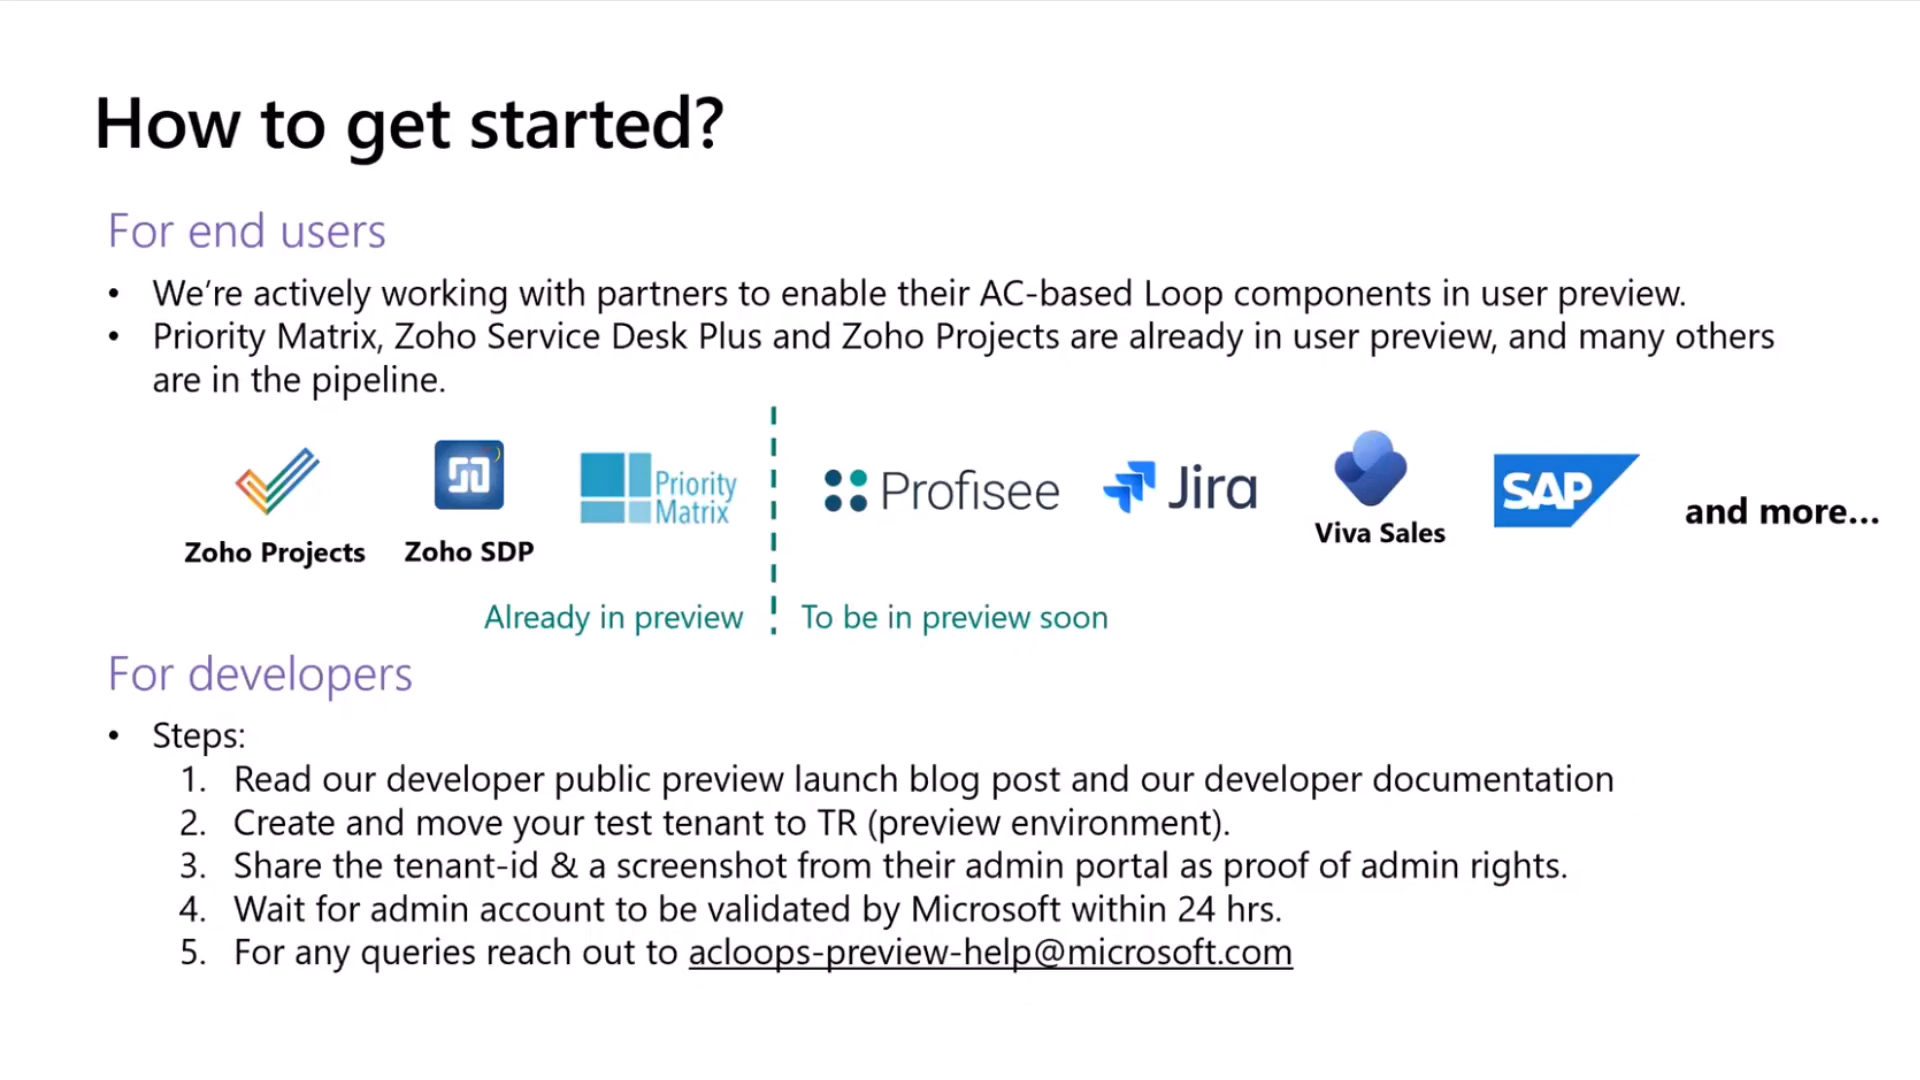 How to get started?
For end users
• We’re actively working with partners to enable their AC-based Loop components in user preview.
• Priority Matrix, Zoho Service Desk Plus and Zoho Projects are already in user preview, and many others
are in the pipeline.
Zoho Projects
Zoho SDP
Priority
Matrix
Profisee
Jira
Viva Sales
SAP
and more...
Already in preview
To be in preview soon
For developers
• Steps:
1. Read our developer public preview launch blog post and our developer documentation
2. Create and move your test tenant to TR (preview environment).
3. Share the tenant-id & a screenshot from their admin portal as proof of admin rights.
4. Wait for admin account to be validated by Microsoft within 24 hrs.
5. For any queries reach out to acloops-preview-help@microsoft.com